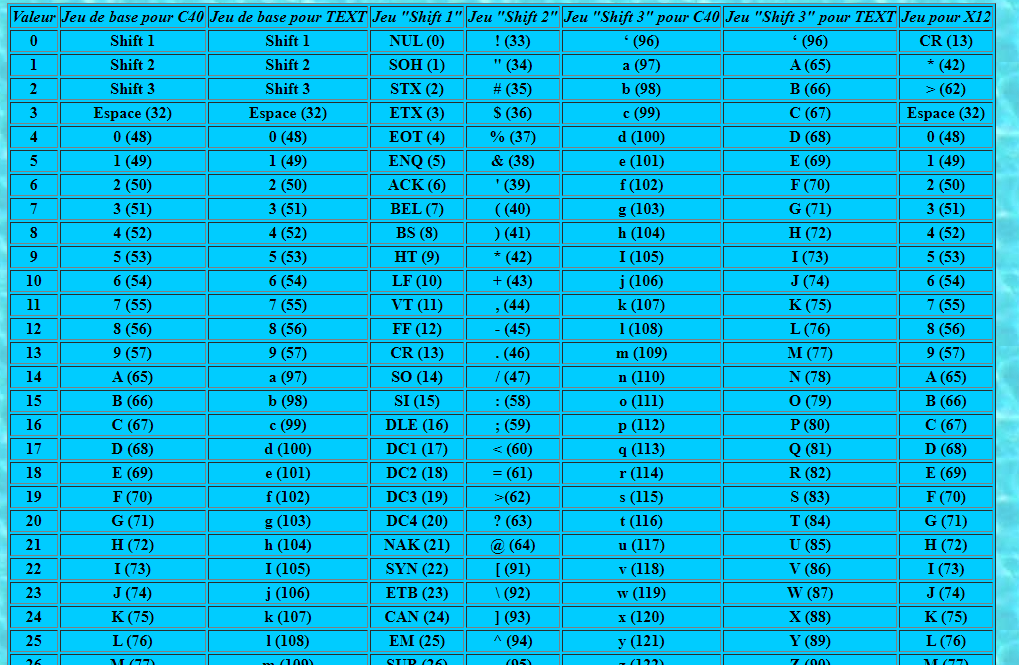 Valeur Jeu de base pour C40 Jeu de base pour TEXT Jeu "Shift 1" Jeu "Shift 2" Jeu "Shift 3" pour C40 Jeu "Shift 3" pour TEXT Jeu pour X12
0 Shift 1 Shift 1 NUL (0) ! (33) ‘ (96) ‘ (96) CR (13)
1 Shift 2 Shift 2 SOH (1) " (34) a (97) A (65) * (42)
2 Shift 3 Shift 3 STX (2) # (35) b (98) B (66) > (62)
3 Espace (32) Espace (32) ETX (3) $ (36) c (99) C (67) Espace (32)
4 0 (48) 0 (48) EOT (4) % (37) d (100) D (68) 0 (48)
5 1 (49) 1 (49) ENQ (5) & (38) e (101) E (69) 1 (49)
6 2 (50) 2 (50) ACK (6) ' (39) f (102) F (70) 2 (50)
7 3 (51) 3 (51) BEL (7) ( (40) g (103) G (71) 3 (51)
8 4 (52) 4 (52) BS (8) ) (41) h (104) H (72) 4 (52)
9 5 (53) 5 (53) HT (9) * (42) I (105) I (73) 5 (53)
10 6 (54) 6 (54) LF (10) + (43) j (106) J (74) 6 (54)
11 7 (55) 7 (55) VT (11) , (44) k (107) K (75) 7 (55)
12 8 (56) 8 (56) FF (12) - (45) l (108) L (76) 8 (56)
13 9 (57) 9 (57) CR (13) . (46) m (109) M (77) 9 (57)
14 A (65) a (97) SO (14) / (47) n (110) N (78) A (65)
15 B (66) b (98) SI (15) : (58) o (111) O (79) B (66)
16 C (67) c (99) DLE (16) ; (59) p (112) P (80) C (67)
17 D (68) d (100) DC1 (17) < (60) q (113) Q (81) D (68)
18 E (69) e (101) DC2 (18) = (61) r (114) R (82) E (69)
19 F (70) f (102) DC3 (19) >(62) s (115) S (83) F (70)
20 G (71) g (103) DC4 (20) ? (63) t (116) T (84) G (71)
21 H (72) h (104) NAK (21) @ (64) u (117) U (85) H (72)
22 I (73) I (105) SYN (22) [ (91) v (118) V (86) I (73)
23 J (74) j (106) ETB (23) \ (92) w (119) W (87) J (74)
24 K (75) k (107) CAN (24) ] (93) x (120) X (88) K (75)
25 L (76) l (108) EM (25) ^ (94) y (121) Y (89) L (76)
26 M (77) m (109) SUB (26) (95) z (122) Z (90) M (77)